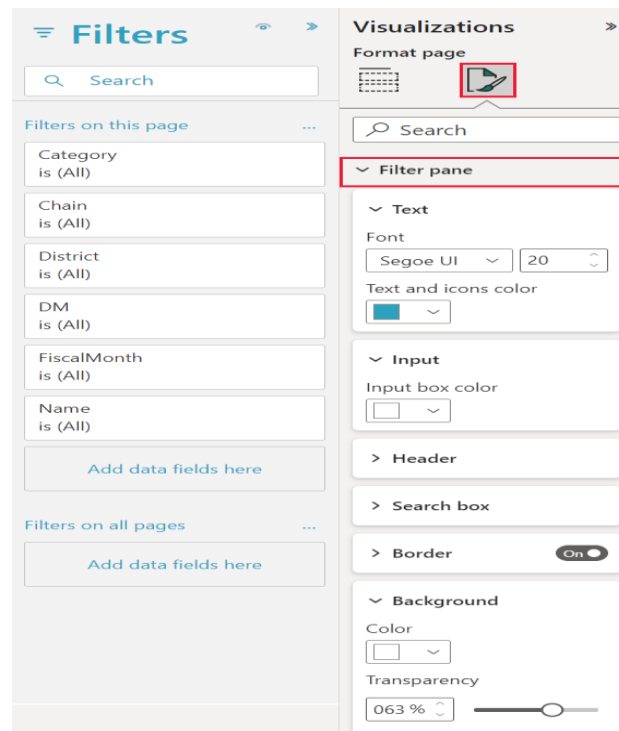 Filters
Search
Filters on this page
...
Category
is (All)
Chain
is (All)
District
is (All)
DM
is (All)
FiscalMonth
is (All)
Name
is (All)
Add data fields here
Filters on all pages
...
Add data fields here
Visualizations
Format page
Search
Filter pane
Text
Font
Segoe UI
20
Text and icons color
Input
Input box color
Header
Search box
Border
On
Background
Color
Transparency
063 %